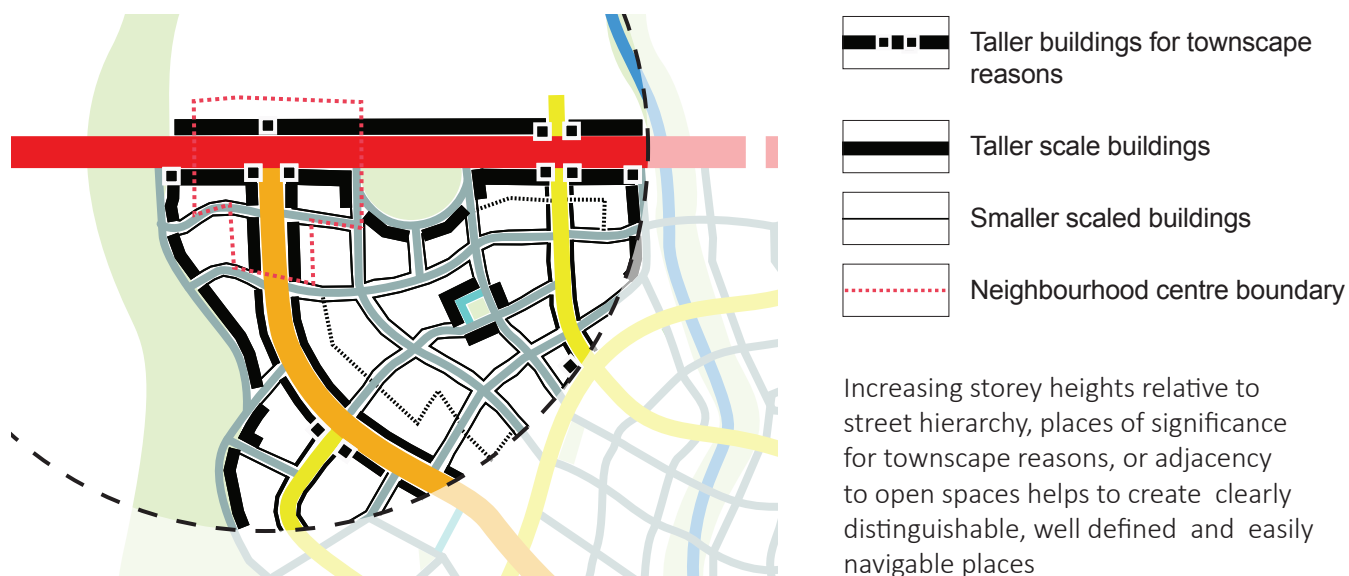 Taller buildings for townscape
reasons
Taller scale buildings
Smaller scaled buildings
Neighbourhood centre boundary
Increasing storey heights relative to
street hierarchy, places of significance
for townscape reasons, or adjacency
to open spaces helps to create  clearly
distinguishable, well defined  and  easily
navigable places